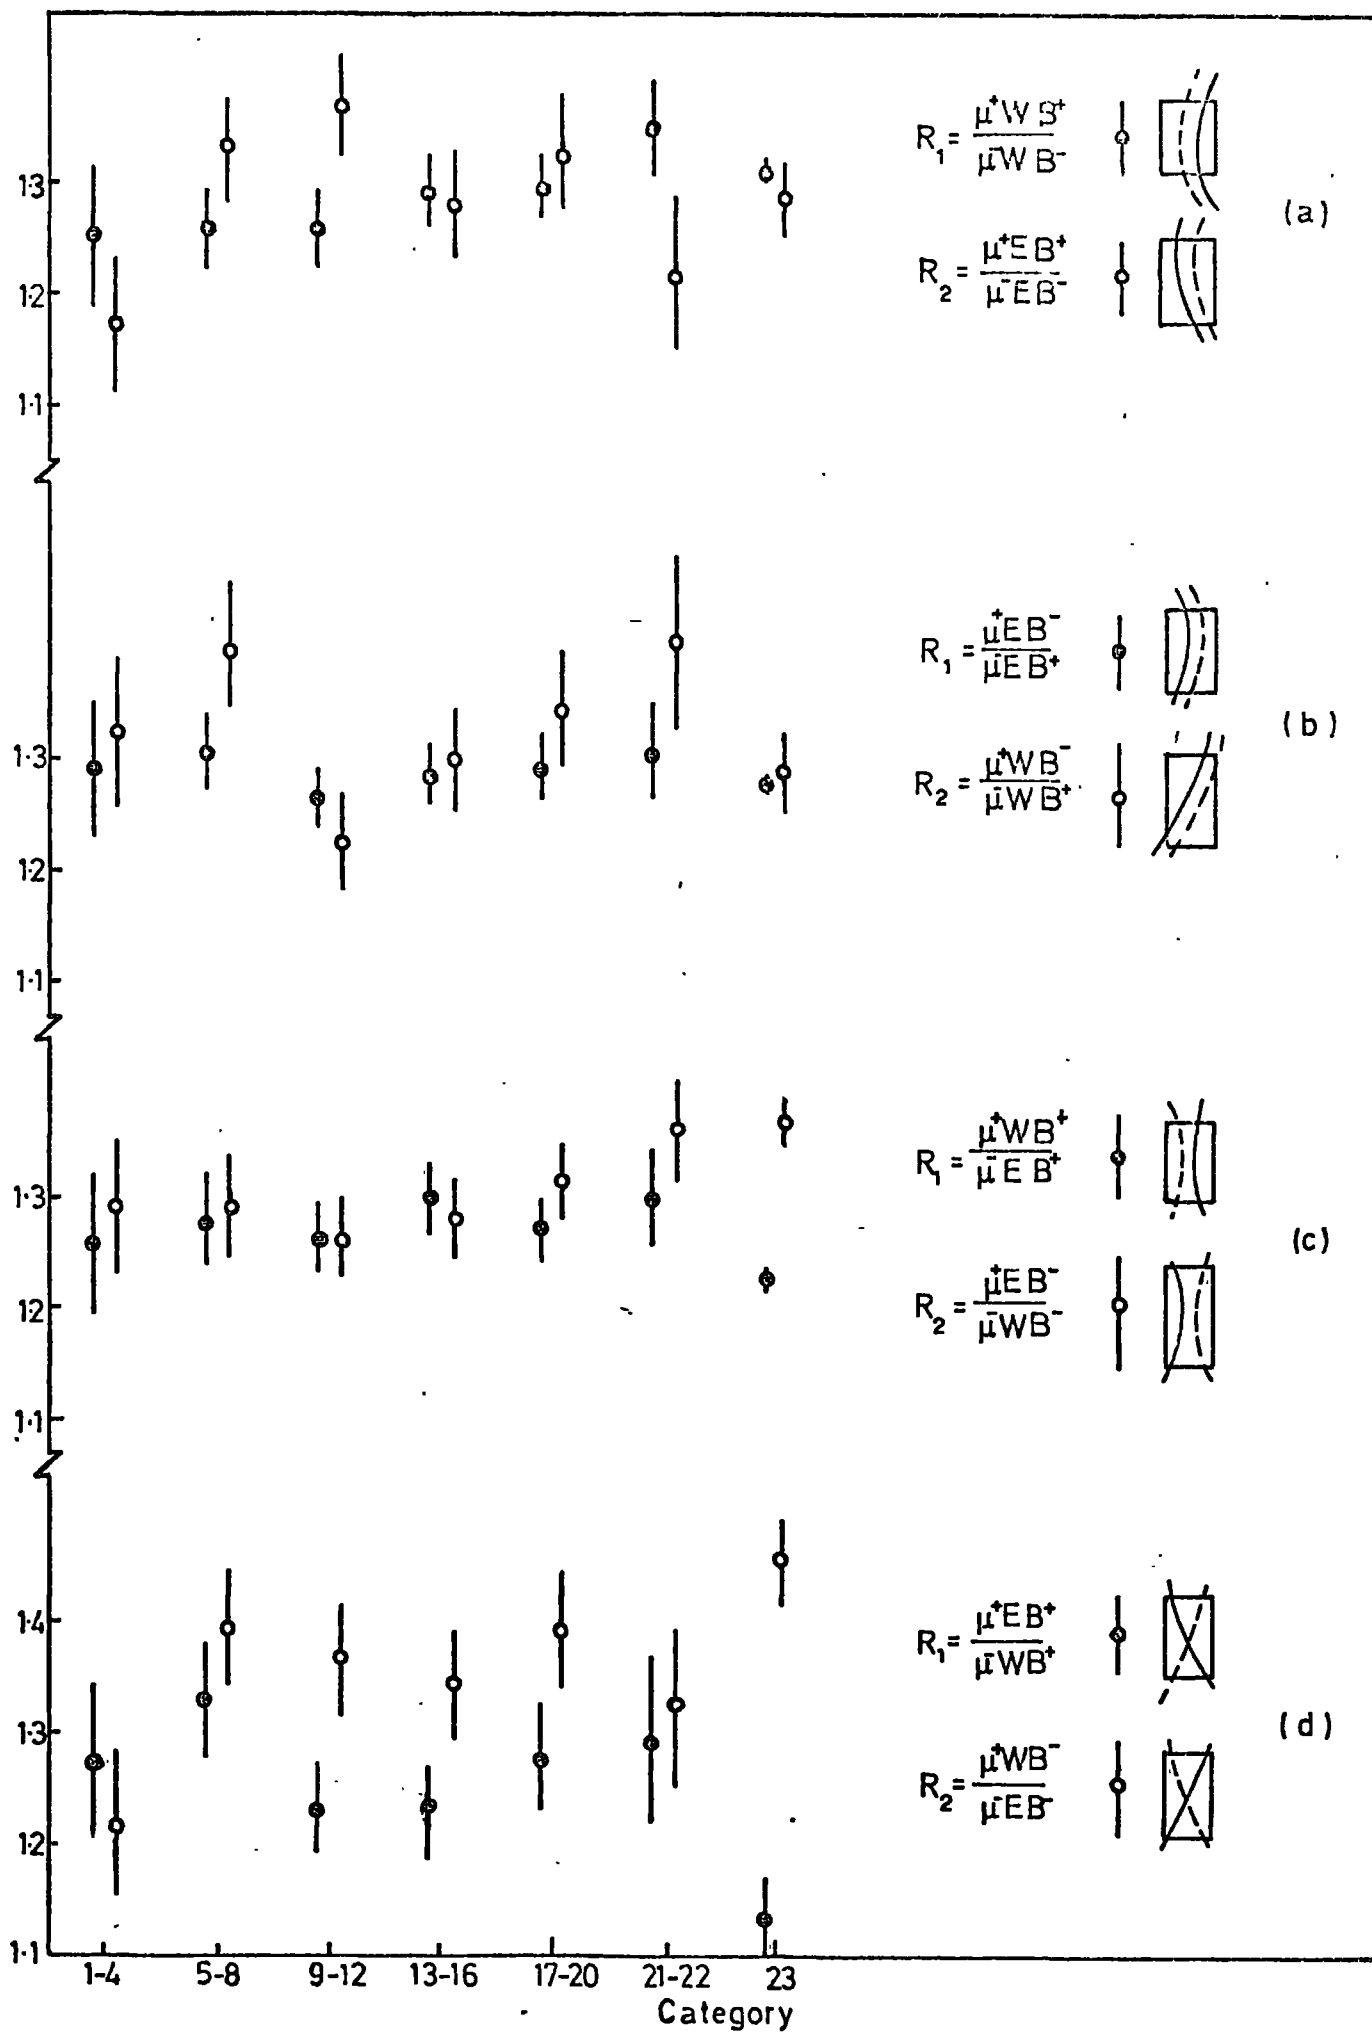 1·3
1·2
1·1
R₁ = μ⁺WB⁺ / μ⁻WB⁻
R₂ = μ⁺EB⁺ / μ⁻EB⁻
(a)
1·3
1·2
1·1
R₁ = μ⁺EB⁻ / μ⁻EB⁺
R₂ = μ⁺WB⁻ / μ⁻WB⁺
(b)
1·3
1·2
1·1
R₁ = μ⁺WB⁺ / μ⁻EB⁺
R₂ = μ⁺EB⁻ / μ⁻WB⁻
(c)
1·4
1·3
1·2
1·1
R₁ = μ⁺EB⁺ / μ⁻WB⁺
R₂ = μ⁺WB⁻ / μ⁻EB⁻
(d)
1-4 5-8 9-12 13-16 17-20 21-22 23
Category